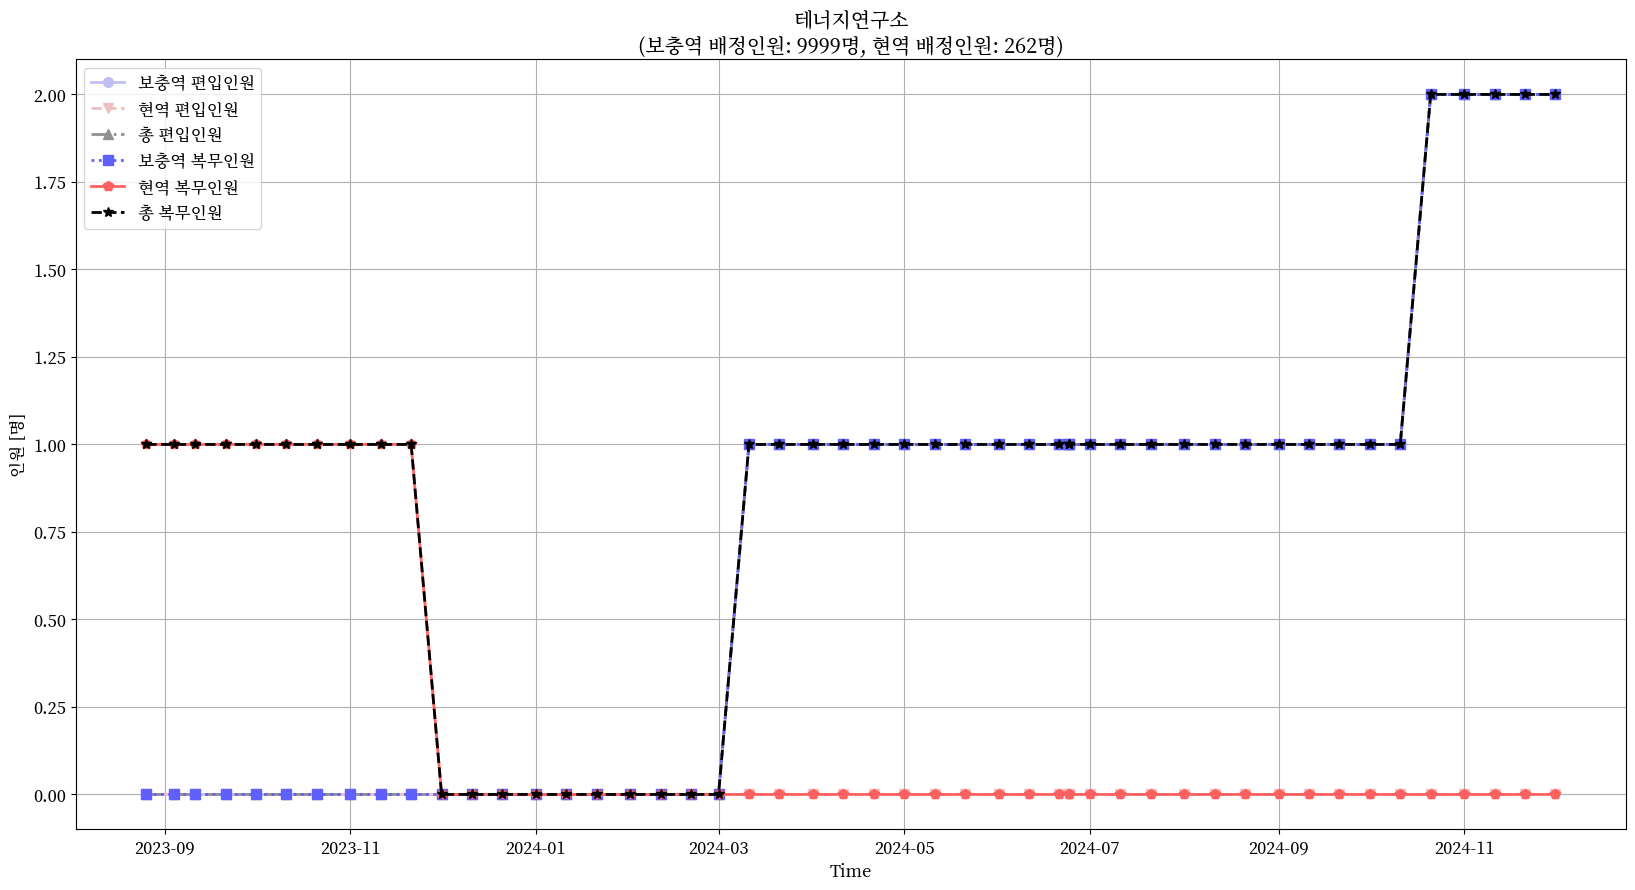 테너지연구소
(보충역 배정인원: 9999명, 현역 배정인원: 262명)
보충역 편입인원
현역 편입인원
총 편입인원
보충역 복무인원
현역 복무인원
총 복무인원
2.00
1.75
1.50
1.25
1.00
0.75
0.50
0.25
0.00
인원 [명]
2023-09 2023-11 2024-01 2024-03 2024-05 2024-07 2024-09 2024-11
Time